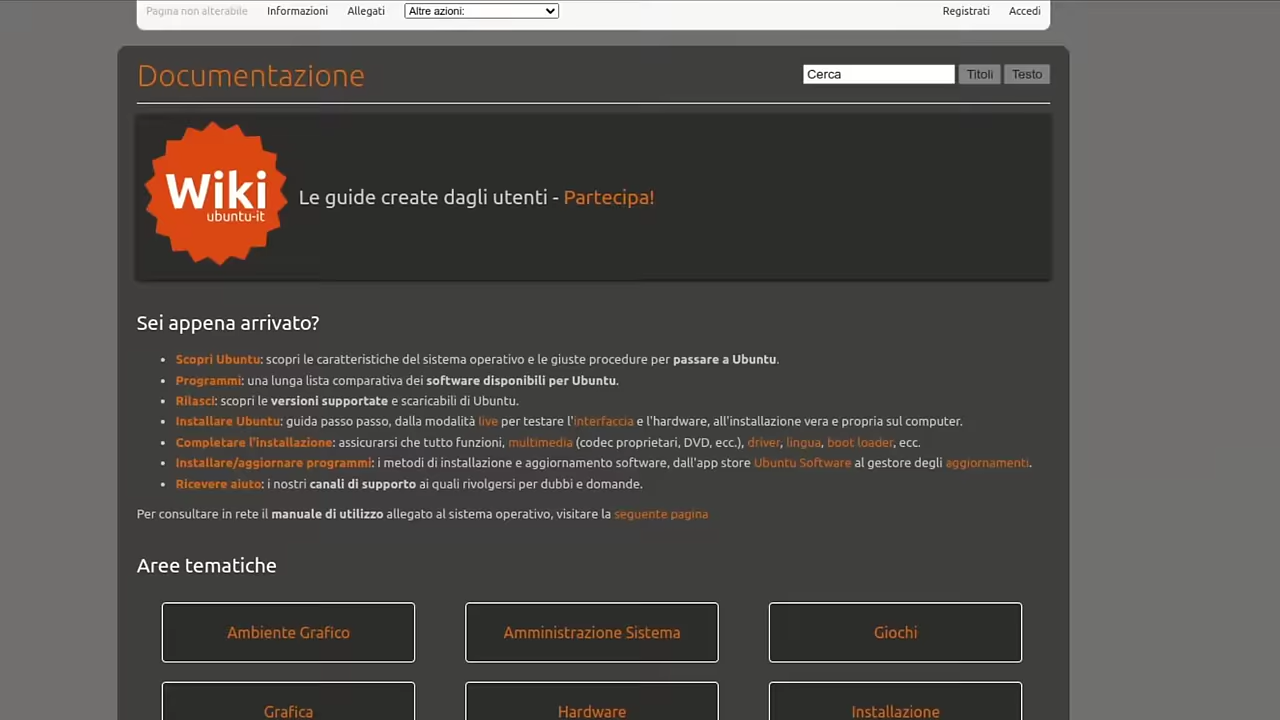 Pagina non alterabile Informazioni Allegati Altre azioni: Registrati Accedi
Documentazione Cerca Titoli Testo
Wiki
ubuntu-it
Le guide create dagli utenti - Partecipa!
Sei appena arrivato?
• Scopri Ubuntu: scopri le caratteristiche del sistema operativo e le giuste procedure per passare a Ubuntu.
• Programmi: una lunga lista comparativa dei software disponibili per Ubuntu.
• Rilasci: scopri le versioni supportate e scaricabili di Ubuntu.
• Installare Ubuntu: guida passo passo, dalla modalità live per testare l'interfaccia e l'hardware, all'installazione vera e propria sul computer.
• Completare l'installazione: assicurarsi che tutto funzioni, multimedia (codec proprietari, DVD, ecc.), driver, lingua, boot loader, ecc.
• Installare/aggiornare programmi: i metodi di installazione e aggiornamento software, dall'app store Ubuntu Software al gestore degli aggiornamenti.
• Ricevere aiuto: i nostri canali di supporto ai quali rivolgersi per dubbi e domande.
Per consultare in rete il manuale di utilizzo allegato al sistema operativo, visitare la seguente pagina
Aree tematiche
Ambiente Grafico Amministrazione Sistema Giochi
Grafica Hardware Installazione